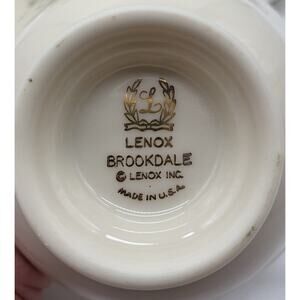 L
LENOX
BROOKDALE
© LENOX INC.
MADE IN U.S.A.